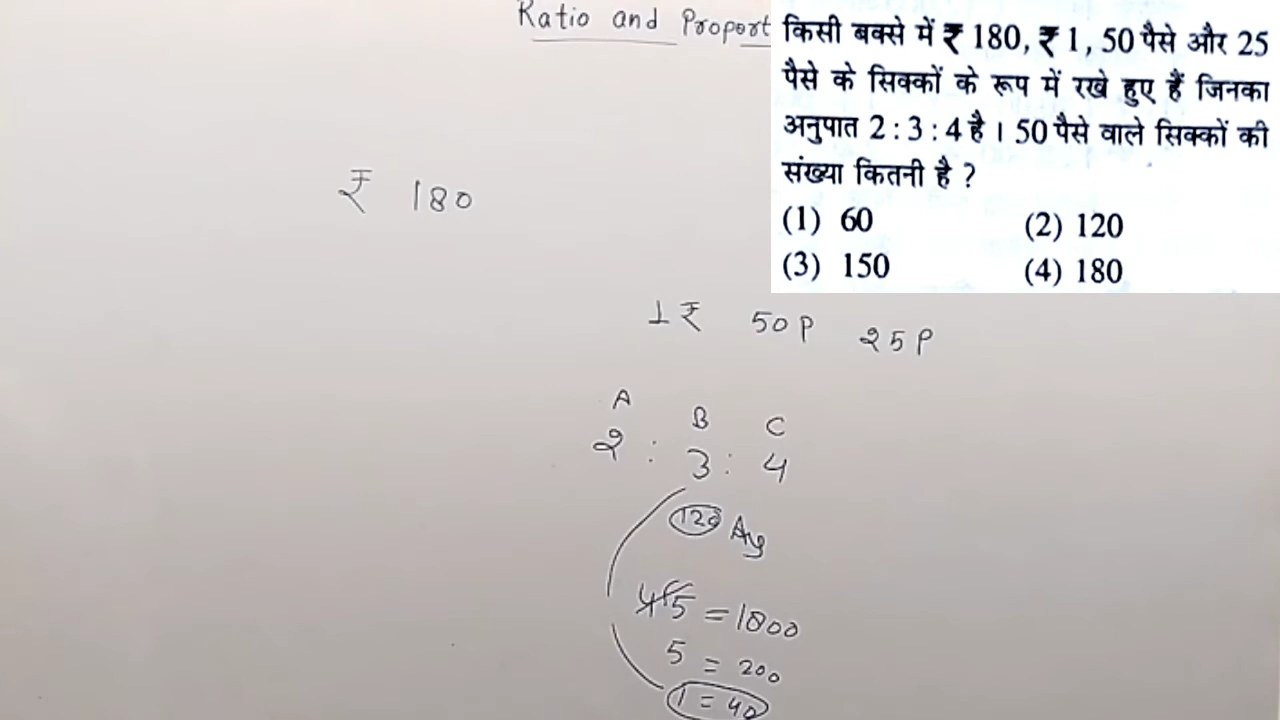 Ratio and Proport
किसी बक्से में ₹ 180, ₹ 1, 50 पैसे और 25
पैसे के सिक्कों के रूप में रखे हुए हैं जिनका
अनुपात 2 : 3 : 4 है । 50 पैसे वाले सिक्कों की
संख्या कितनी है ?
(1) 60 (2) 120
(3) 150 (4) 180
₹ 180
1 ₹ 50 P 25 P
A B C
2 : 3 : 4
120 Ans
45 = 1800
5 = 200
1 = 40